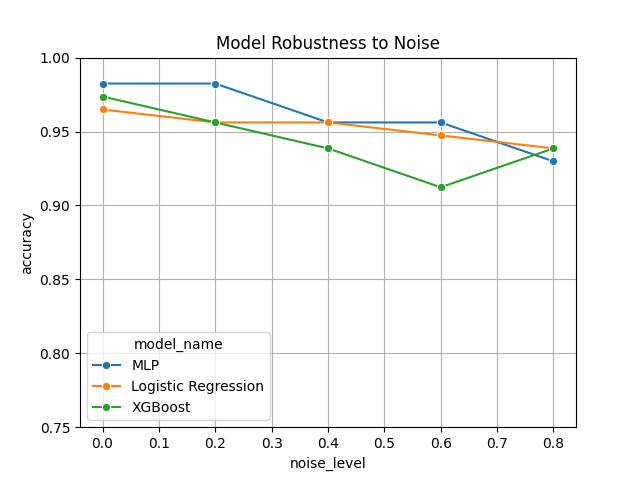 Model Robustness to Noise
1.00
0.95
0.90
0.85
0.80
0.75
accuracy
model_name
MLP
Logistic Regression
XGBoost
0.0 0.1 0.2 0.3 0.4 0.5 0.6 0.7 0.8
noise_level